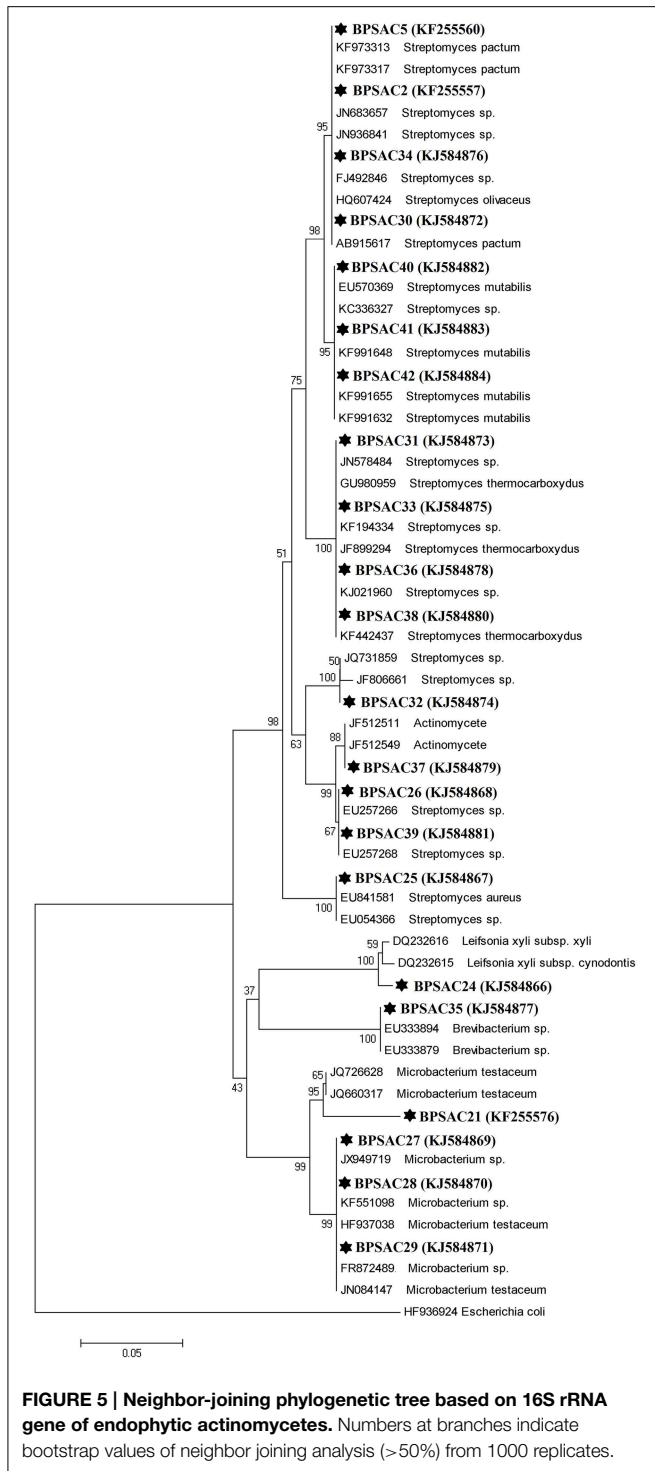 BPSAC5 (KF255560)
KF973313 Streptomyces pactum
KF973317 Streptomyces pactum
BPSAC2 (KF255557)
JN683657 Streptomyces sp.
95
JN936841 Streptomyces sp.
BPSAC34 (KJ584876)
FJ492846 Streptomyces sp.
HQ607424 Streptomyces olivaceus
BPSAC30 (KJ584872)
98
AB915617 Streptomyces pactum
BPSAC40 (KJ584882)
EU570369 Streptomyces mutabilis
KC336327 Streptomyces sp.
BPSAC41 (KJ584883)
95
KF991648 Streptomyces mutabilis
75
BPSAC42 (KJ584884)
KF991655 Streptomyces mutabilis
KF991632 Streptomyces mutabilis
BPSAC31 (KJ584873)
JN578484 Streptomyces sp.
GU980959 Streptomyces thermocarboxydus
BPSAC33 (KJ584875)
KF194334 Streptomyces sp.
100
JF899294 Streptomyces thermocarboxydus
51
BPSAC36 (KJ584878)
KJ021960 Streptomyces sp.
BPSAC38 (KJ584880)
KF442437 Streptomyces thermocarboxydus
50
JQ731859 Streptomyces sp.
100
JF806661 Streptomyces sp.
BPSAC32 (KJ584874)
98
88
JF512511 Actinomycete
63
JF512549 Actinomycete
BPSAC37 (KJ584879)
99
BPSAC26 (KJ584868)
EU257266 Streptomyces sp.
67
BPSAC39 (KJ584881)
EU257268 Streptomyces sp.
BPSAC25 (KJ584867)
EU841581 Streptomyces aureus
100
EU054366 Streptomyces sp.
59
DQ232616 Leifsonia xyli subsp. xyli
100
DQ232615 Leifsonia xyli subsp. cynodontis
BPSAC24 (KJ584866)
37
BPSAC35 (KJ584877)
EU333894 Brevibacterium sp.
100
EU333879 Brevibacterium sp.
43
65
JQ726628 Microbacterium testaceum
95
JQ660317 Microbacterium testaceum
BPSAC21 (KF255576)
BPSAC27 (KJ584869)
99
JX949719 Microbacterium sp.
BPSAC28 (KJ584870)
KF551098 Microbacterium sp.
99
HF937038 Microbacterium testaceum
BPSAC29 (KJ584871)
FR872489 Microbacterium sp.
JN084147 Microbacterium testaceum
HF936924 Escherichia coli
0.05
FIGURE 5 | Neighbor-joining phylogenetic tree based on 16S rRNA
gene of endophytic actinomycetes. Numbers at branches indicate
bootstrap values of neighbor joining analysis (>50%) from 1000 replicates.